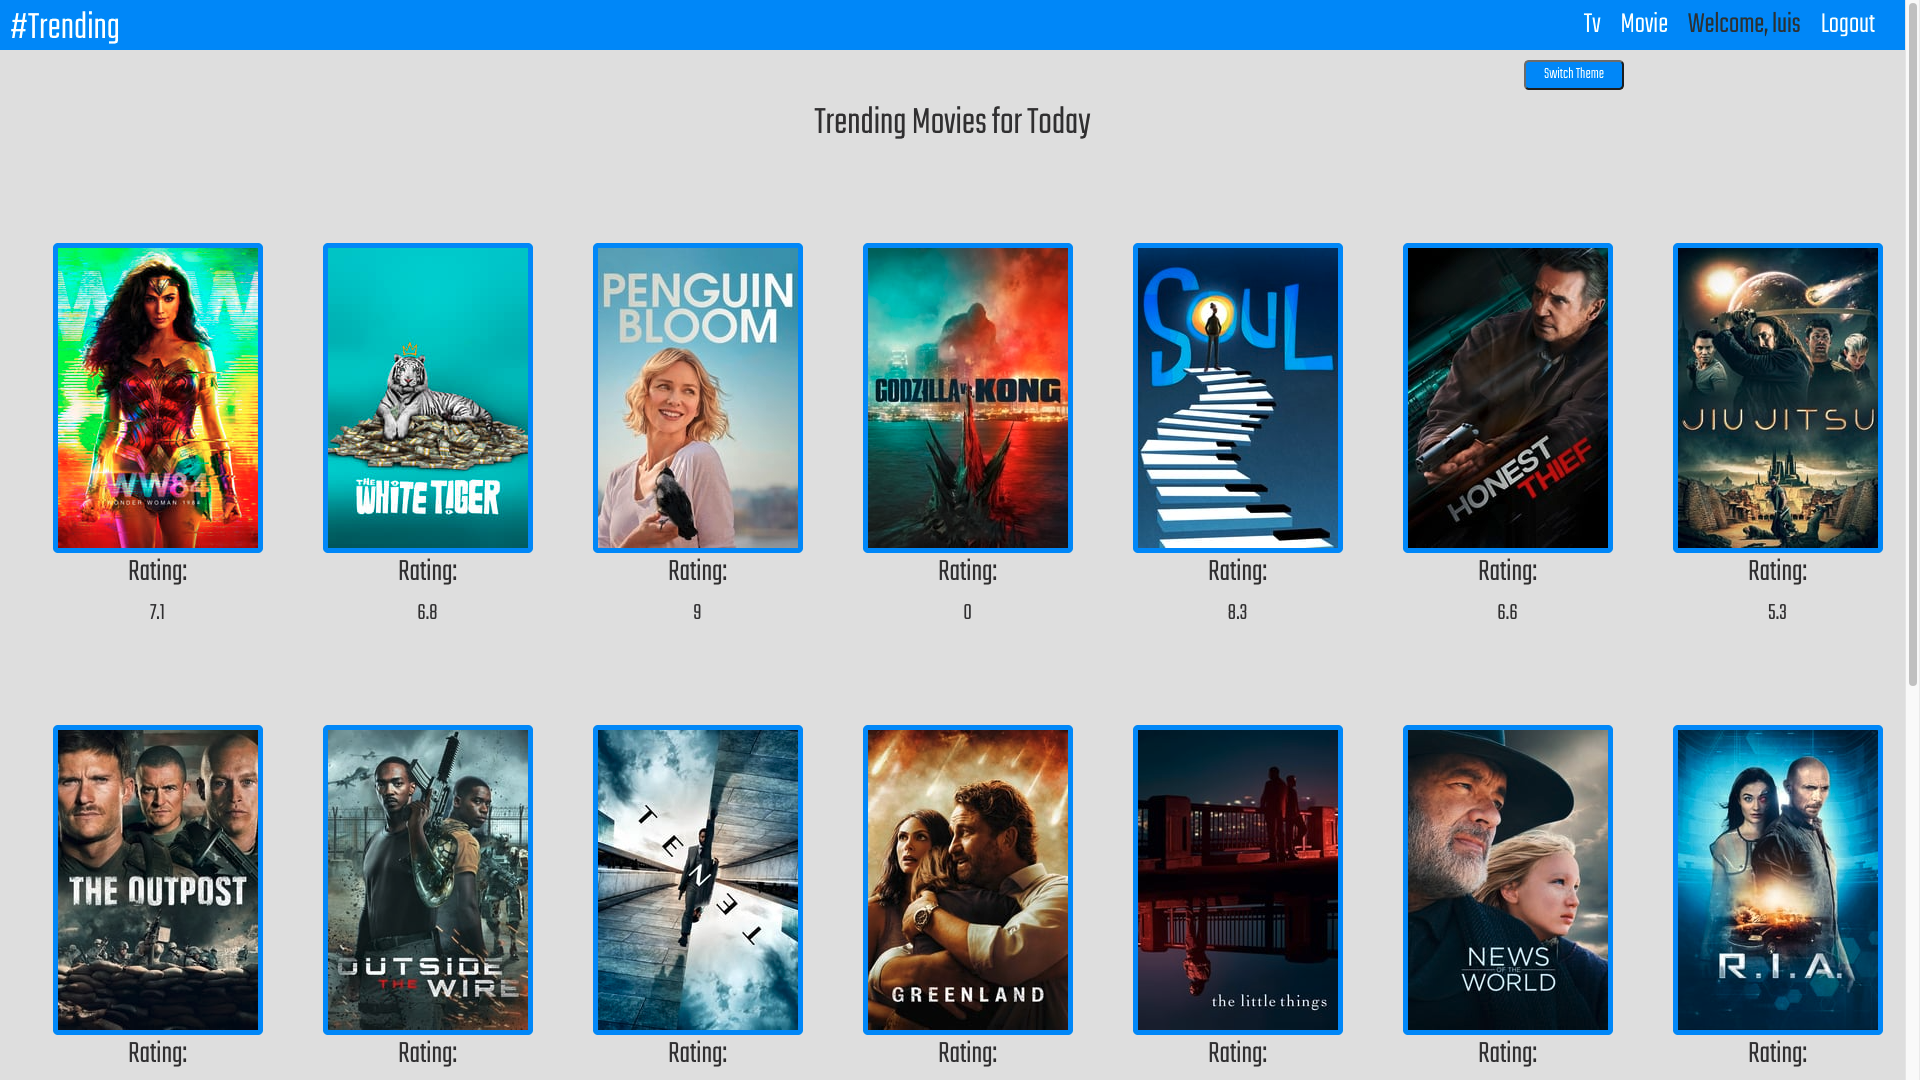 #Trending
Tv Movie Welcome, luis Logout
Switch Theme
Trending Movies for Today
WW84
WONDER WOMAN 1984
THE WHITE TIGER
PENGUIN
BLOOM
GODZILLA VS. KONG
SOUL
HONEST
THIEF
JIU JITSU
Rating: Rating: Rating: Rating: Rating: Rating: Rating:
7.1 6.8 9 0 8.3 6.6 5.3
THE OUTPOST
OUTSIDE
THE WIRE
TENET
GREENLAND
the little things
NEWS
OF THE
WORLD
R.I.A.
Rating: Rating: Rating: Rating: Rating: Rating: Rating: